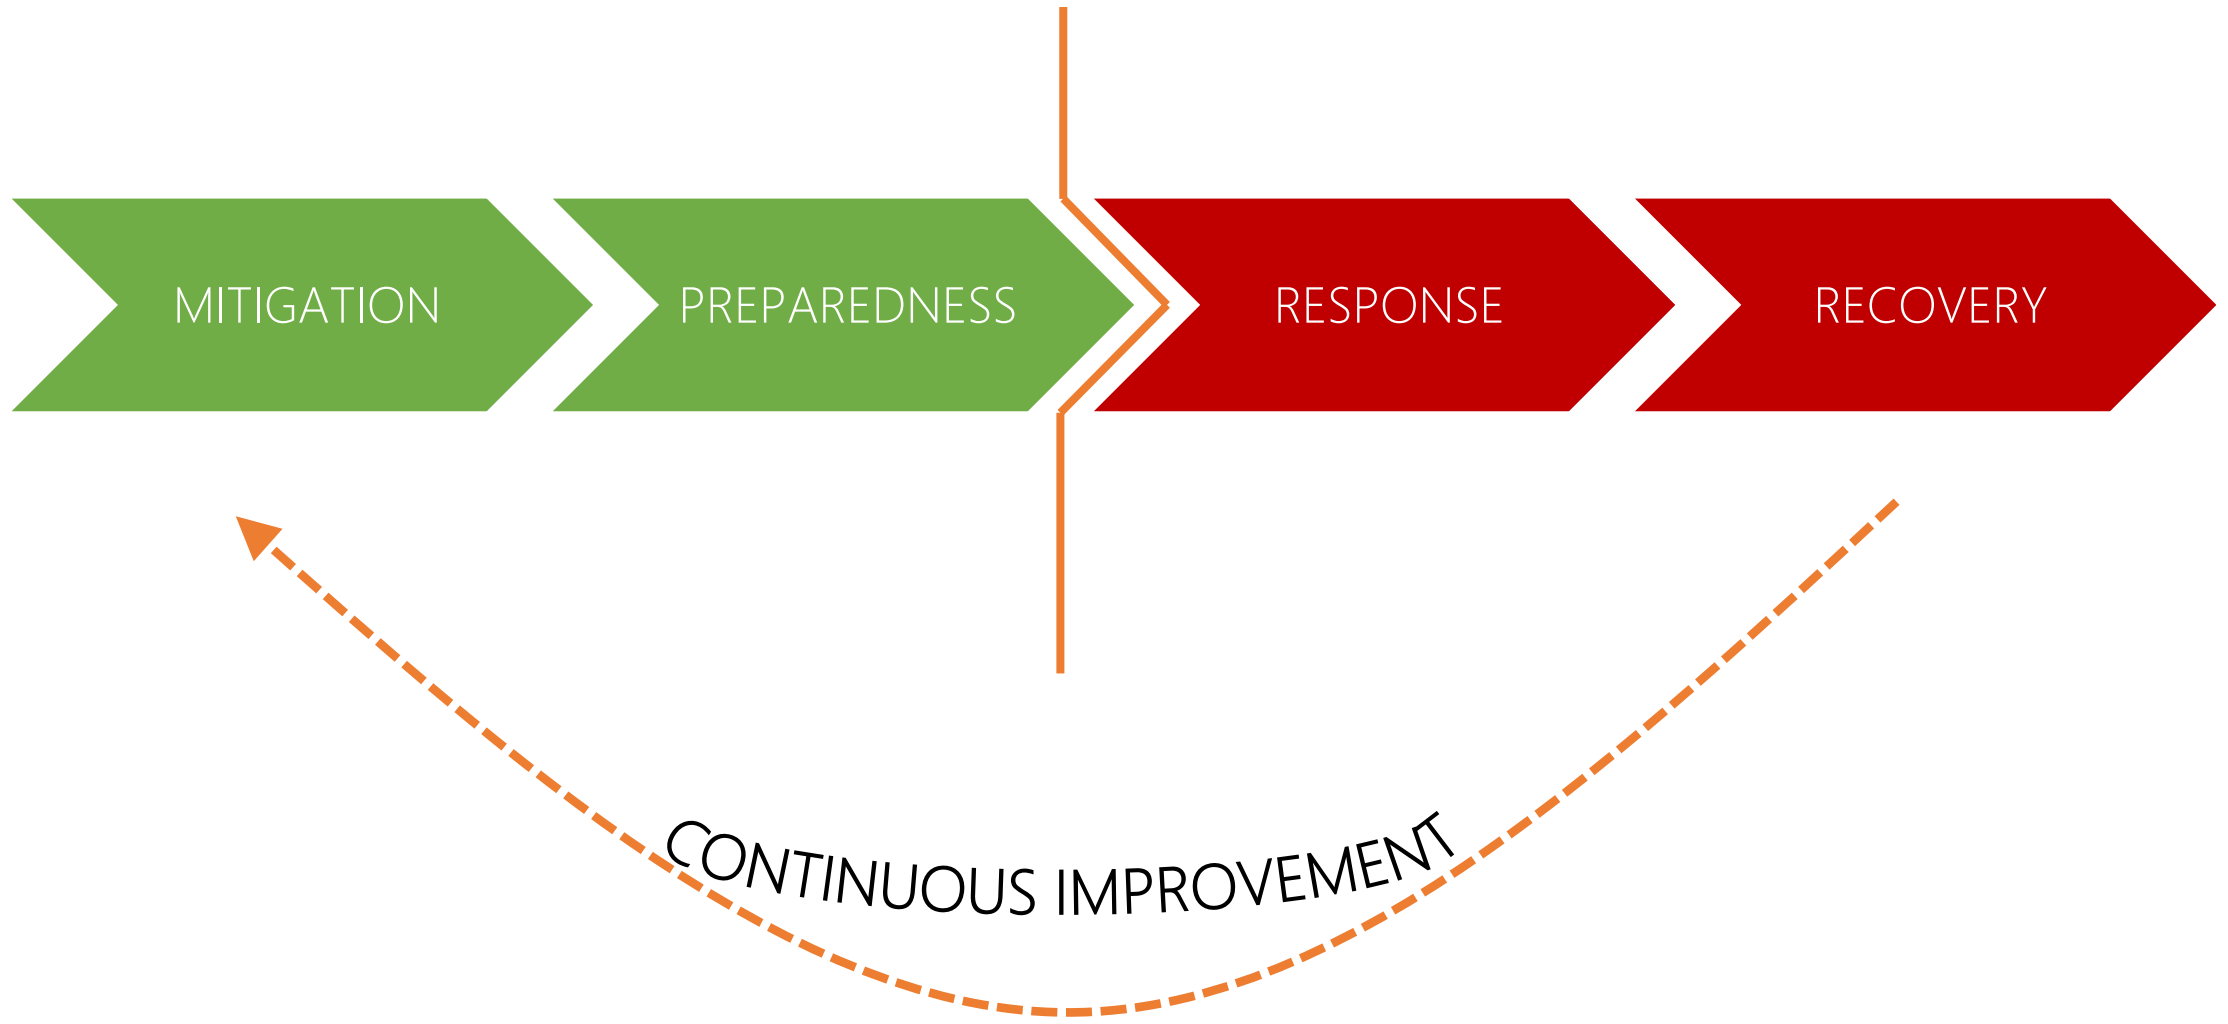 MITIGATION
PREPAREDNESS
RESPONSE
RECOVERY
CONTINUOUS IMPROVEMENT